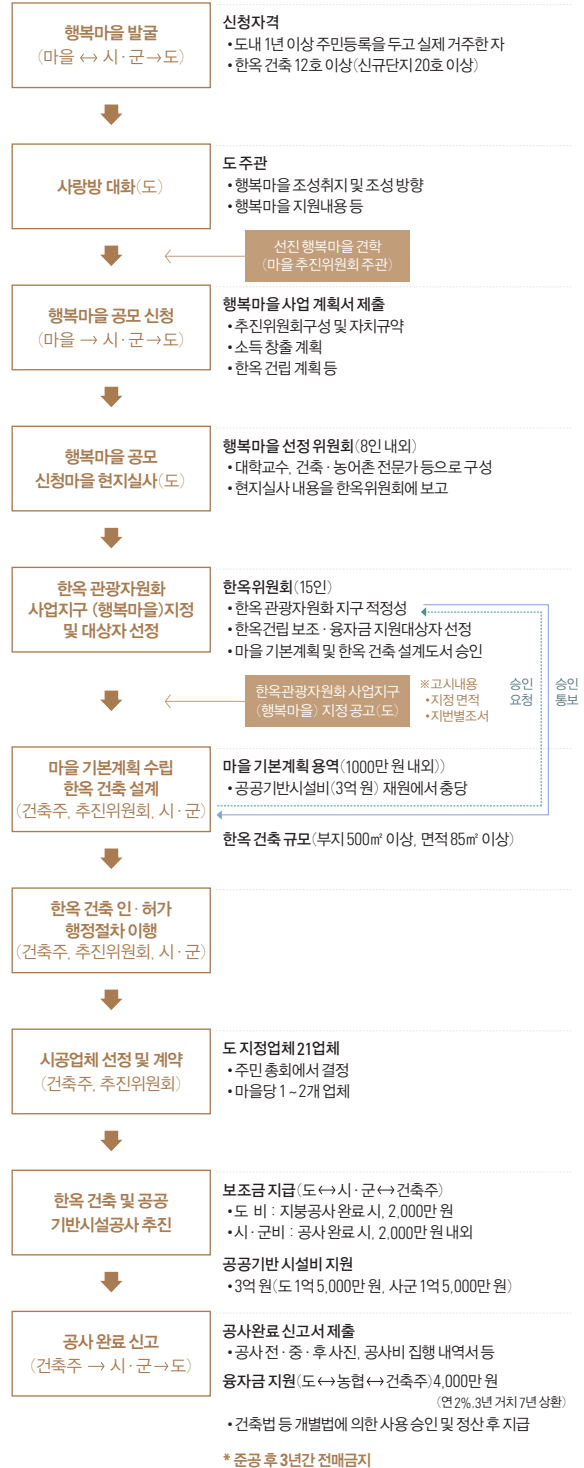 행복마을 발굴
(마을 ↔ 시·군→도)
신청자격
•도내 1년 이상 주민등록을 두고 실제 거주한 자
•한옥 건축 12호 이상(신규단지 20호 이상)
사랑방 대화(도)
도 주관
•행복마을 조성취지 및 조성 방향
•행복마을 지원내용 등
선진 행복마을 견학
(마을 추진위원회 주관)
행복마을 공모 신청
(마을 → 시·군→도)
행복마을 사업 계획서 제출
•추진위원회구성 및 자치규약
•소득 창출 계획
•한옥 건립 계획 등
행복마을 공모
신청마을 현지실사(도)
행복마을 선정 위원회(8인 내외)
•대학교수, 건축·농어촌 전문가 등으로 구성
•현지실사 내용을 한옥위원회에 보고
한옥 관광자원화
사업지구 (행복마을)지정
및 대상자 선정
한옥위원회(15인)
•한옥 관광자원화 지구 적정성
•한옥건립 보조·융자금 지원대상자 선정
•마을 기본계획 및 한옥 건축 설계도서 승인
한옥관광자원화 사업지구
(행복마을) 지정 공고(도)
※고시내용
•지정 면적
•지번별조서
승인
요청
승인
통보
마을 기본계획 수립
한옥 건축 설계
(건축주, 추진위원회, 시·군)
마을 기본계획 용역(1000만 원 내외))
•공공기반시설비(3억 원) 재원에서 충당
한옥 건축 규모(부지 500㎡ 이상, 면적 85㎡ 이상)
한옥 건축 인·허가
행정절차 이행
(건축주, 추진위원회, 시·군)
시공업체 선정 및 계약
(건축주, 추진위원회)
도 지정업체 21업체
•주민 총회에서 결정
•마을당 1~2개 업체
한옥 건축 및 공공
기반시설공사 추진
보조금 지급(도↔시·군↔건축주)
•도 비 : 지붕공사 완료 시, 2,000만 원
•시·군비 : 공사 완료 시, 2,000만 원 내외
공공기반 시설비 지원
•3억 원(도 1억 5,000만 원, 사군 1억 5,000만 원)
공사 완료 신고
(건축주 → 시·군→도)
공사완료 신고서 제출
•공사 전·중·후 사진, 공사비 집행 내역서 등
융자금 지원(도↔농협↔건축주)4,000만 원
(연 2%, 3년 거치 7년 상환)
•건축법 등 개별법에 의한 사용 승인 및 정산 후 지급
* 준공 후 3년간 전매금지